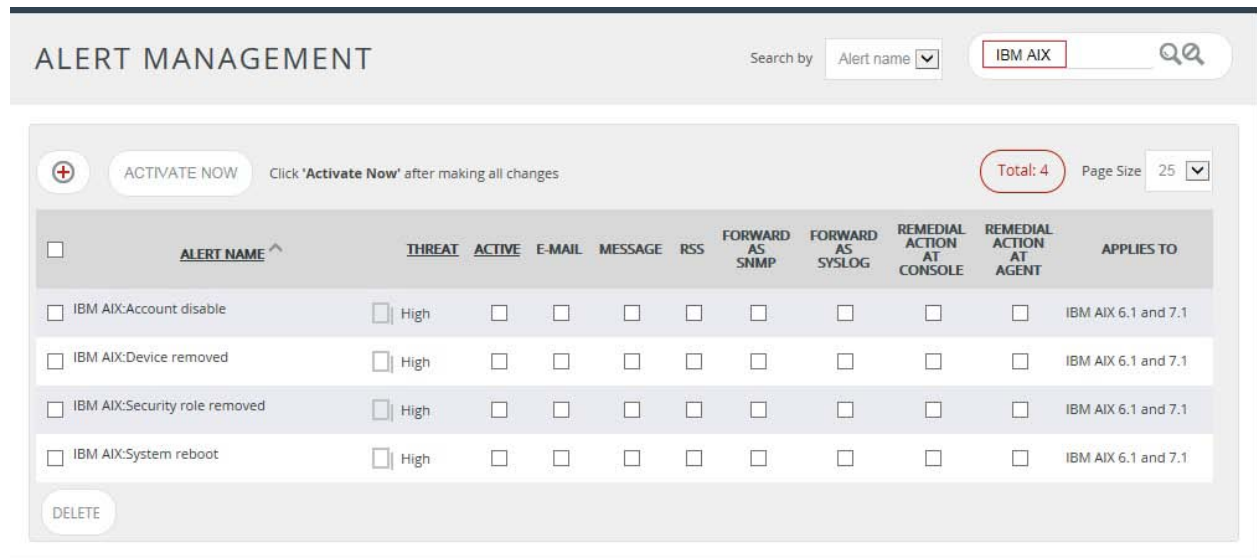 ALERT MANAGEMENT
Search by Alert name IBM AIX
ACTIVATE NOW Click 'Activate Now' after making all changes Total: 4 Page Size 25
ALERT NAME THREAT ACTIVE E-MAIL MESSAGE RSS FORWARD AS SNMP FORWARD AS SYSLOG REMEDIAL ACTION AT CONSOLE REMEDIAL ACTION AT AGENT APPLIES TO
IBM AIX:Account disable High IBM AIX 6.1 and 7.1
IBM AIX:Device removed High IBM AIX 6.1 and 7.1
IBM AIX:Security role removed High IBM AIX 6.1 and 7.1
IBM AIX:System reboot High IBM AIX 6.1 and 7.1
DELETE